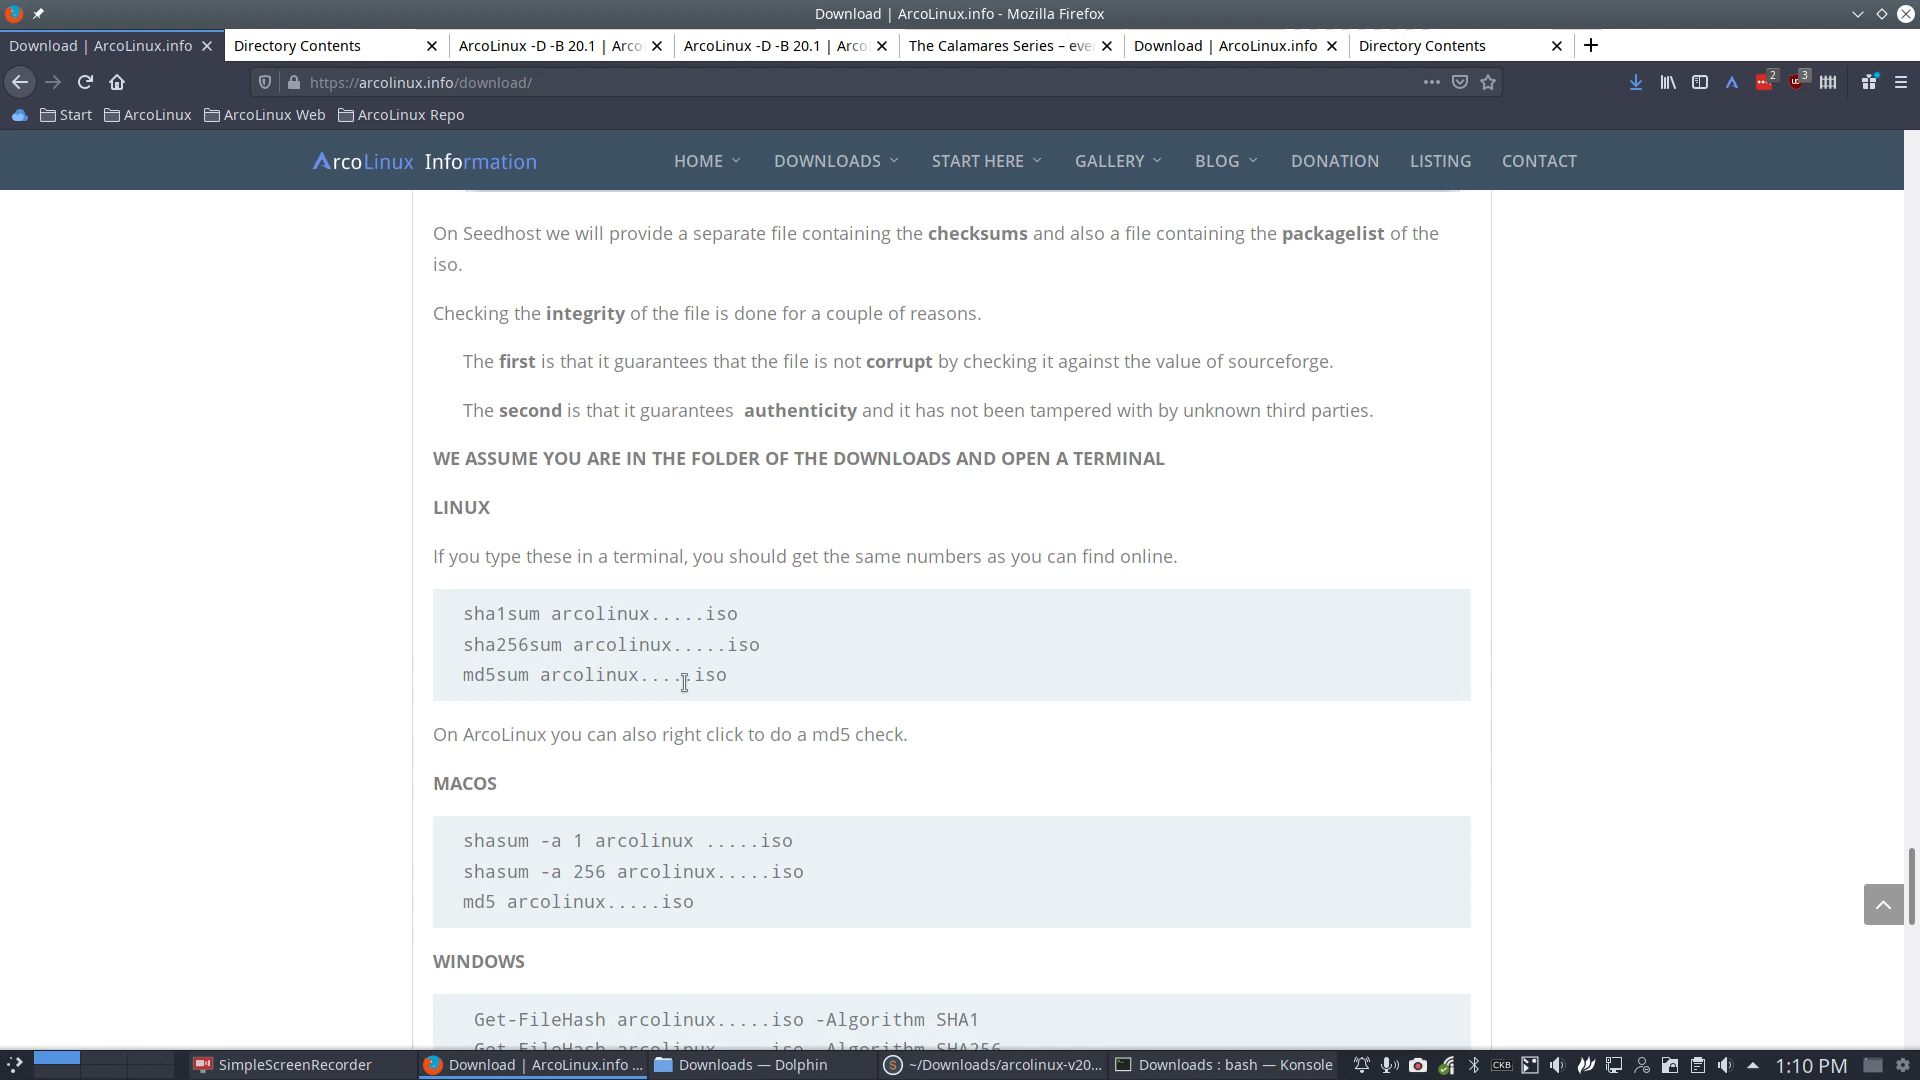 Download | ArcoLinux.info - Mozilla Firefox
Download | ArcoLinux.info
Directory Contents
ArcoLinux -D -B 20.1 | Arco
ArcoLinux -D -B 20.1 | Arco
The Calamares Series – eve
Download | ArcoLinux.info
Directory Contents
https://arcolinux.info/download/
2
3
Start
ArcoLinux
ArcoLinux Web
ArcoLinux Repo
ArcoLinux Information
HOME
DOWNLOADS
START HERE
GALLERY
BLOG
DONATION
LISTING
CONTACT
On Seedhost we will provide a separate file containing the checksums and also a file containing the packagelist of the
iso.
Checking the integrity of the file is done for a couple of reasons.
The first is that it guarantees that the file is not corrupt by checking it against the value of sourceforge.
The second is that it guarantees authenticity and it has not been tampered with by unknown third parties.
WE ASSUME YOU ARE IN THE FOLDER OF THE DOWNLOADS AND OPEN A TERMINAL
LINUX
If you type these in a terminal, you should get the same numbers as you can find online.
sha1sum arcolinux.....iso
sha256sum arcolinux.....iso
md5sum arcolinux.....iso
On ArcoLinux you can also right click to do a md5 check.
MACOS
shasum -a 1 arcolinux .....iso
shasum -a 256 arcolinux.....iso
md5 arcolinux.....iso
WINDOWS
Get-FileHash arcolinux.....iso -Algorithm SHA1
Get-FileHash arcolinux.....iso -Algorithm SHA256
SimpleScreenRecorder
Download | ArcoLinux.info ...
Downloads — Dolphin
~/Downloads/arcolinux-v20...
Downloads : bash — Konsole
CKB
1:10 PM